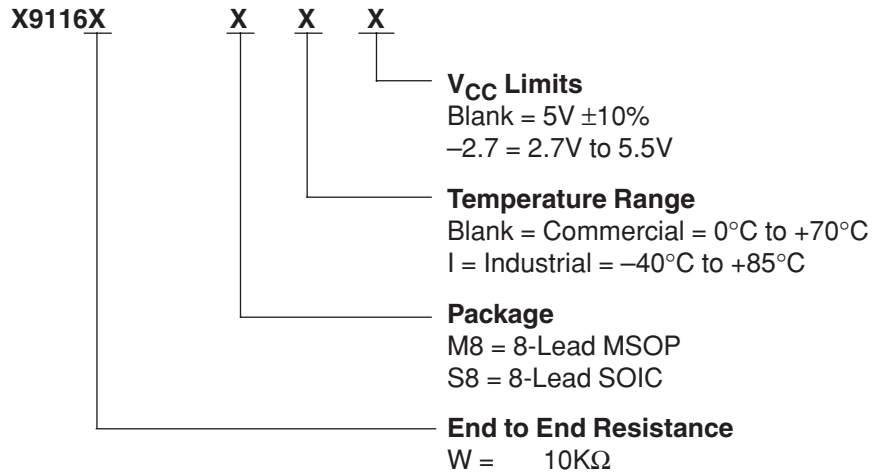 X9116X X X X
V_CC Limits
Blank = 5V ±10%
–2.7 = 2.7V to 5.5V
Temperature Range
Blank = Commercial = 0°C to +70°C
I = Industrial = –40°C to +85°C
Package
M8 = 8-Lead MSOP
S8 = 8-Lead SOIC
End to End Resistance
W = 10KΩ